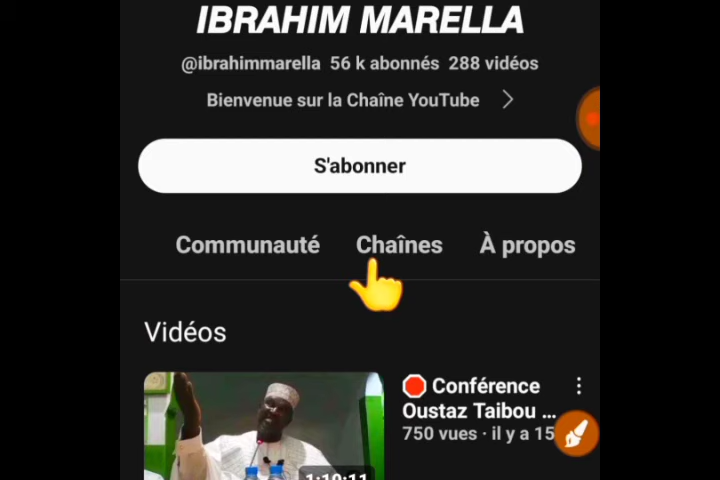 IBRAHIM MARELLA
@ibrahimmarella 56 k abonnés 288 vidéos
Bienvenue sur la Chaîne YouTube
S'abonner
Communauté Chaînes À propos
Vidéos
Conférence
Oustaz Taibou ...
750 vues · il y a 15
1:10:11